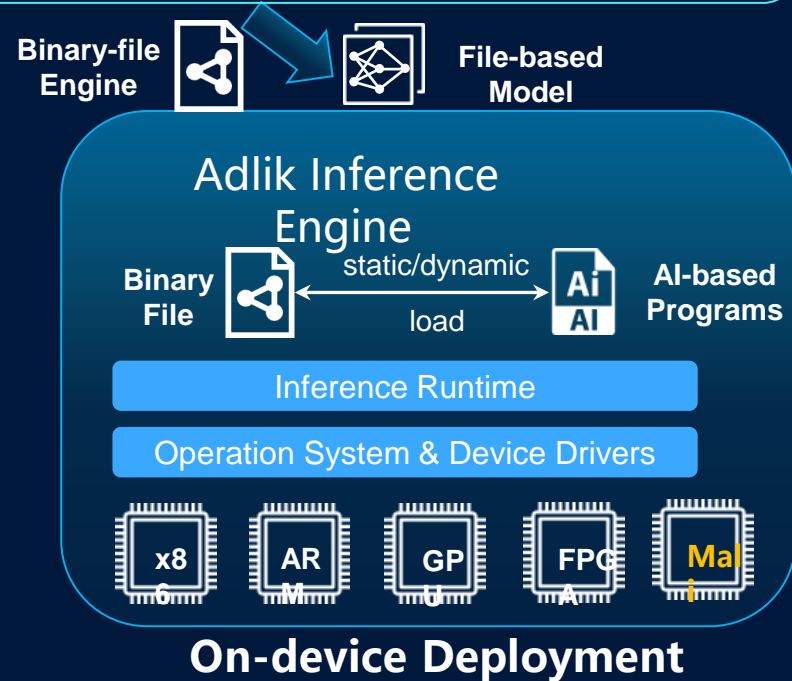 Binary-file
Engine
File-based
Model
Adlik Inference
Engine
Binary
File
static/dynamic
load
Ai
AI
AI-based
Programs
Inference Runtime
Operation System & Device Drivers
x8
6
AR
M
GP
U
FPG
A
Mal
i
On-device Deployment